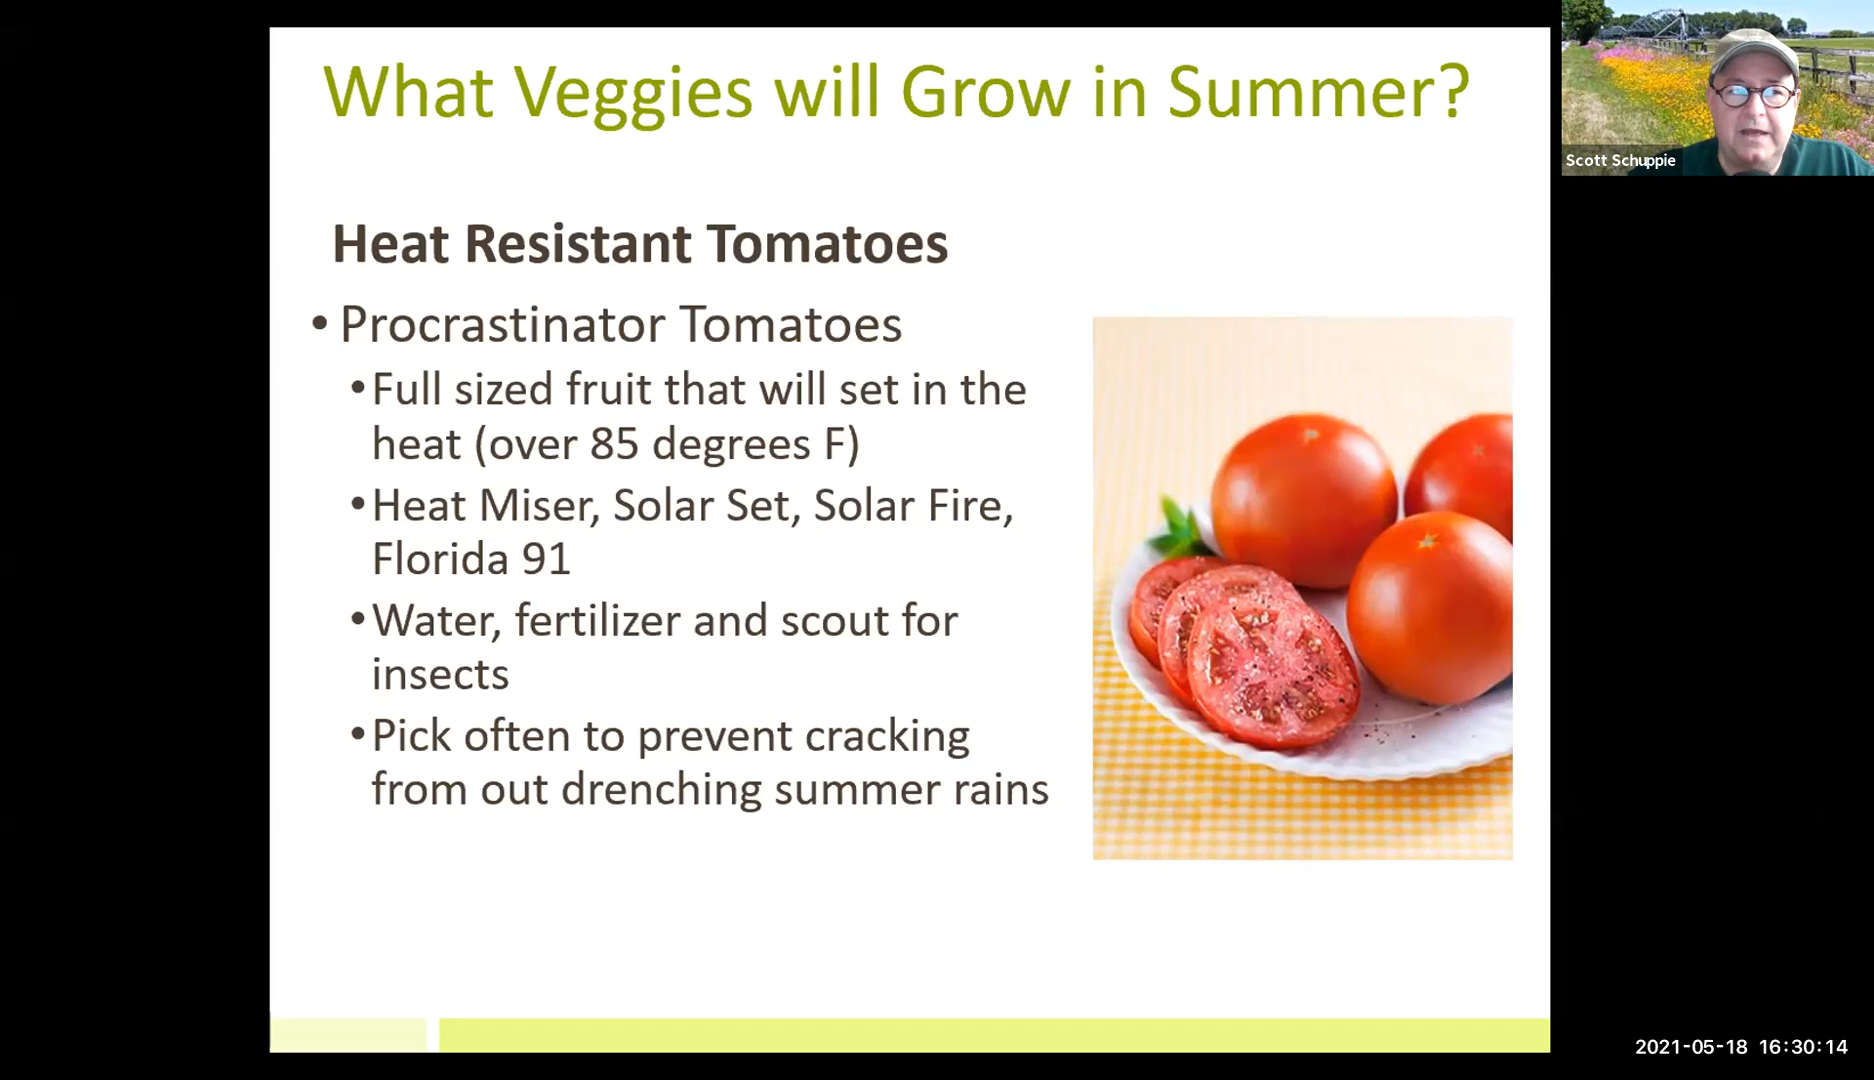 What Veggies will Grow in Summer?
Scott Schuppie
Heat Resistant Tomatoes
• Procrastinator Tomatoes
•Full sized fruit that will set in the
heat (over 85 degrees F)
•Heat Miser, Solar Set, Solar Fire,
Florida 91
•Water, fertilizer and scout for
insects
•Pick often to prevent cracking
from out drenching summer rains
2021-05-18 16:30:14